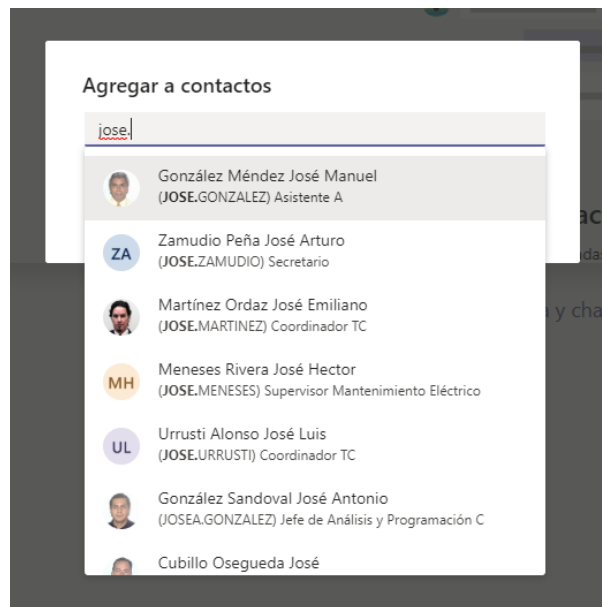 Agregar a contactos
jose.
González Méndez José Manuel
(JOSE.GONZALEZ) Asistente A
ZA
Zamudio Peña José Arturo
(JOSE.ZAMUDIO) Secretario
Martínez Ordaz José Emiliano
(JOSE.MARTINEZ) Coordinador TC
MH
Meneses Rivera José Hector
(JOSE.MENESES) Supervisor Mantenimiento Eléctrico
UL
Urrusti Alonso José Luis
(JOSE.URRUSTI) Coordinador TC
González Sandoval José Antonio
(JOSEA.GONZALEZ) Jefe de Análisis y Programación C
Cubillo Osegueda José
ac
das
y cha